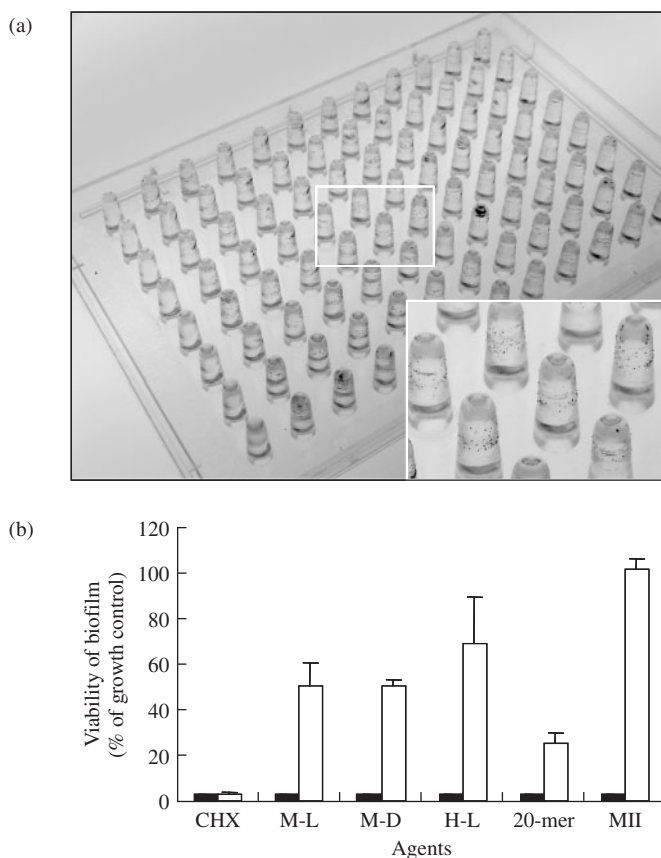 (a)
(b)
120
100
80
60
40
20
0
Viability of biofilm
(% of growth control)
CHX M-L M-D H-L 20-mer MII
Agents